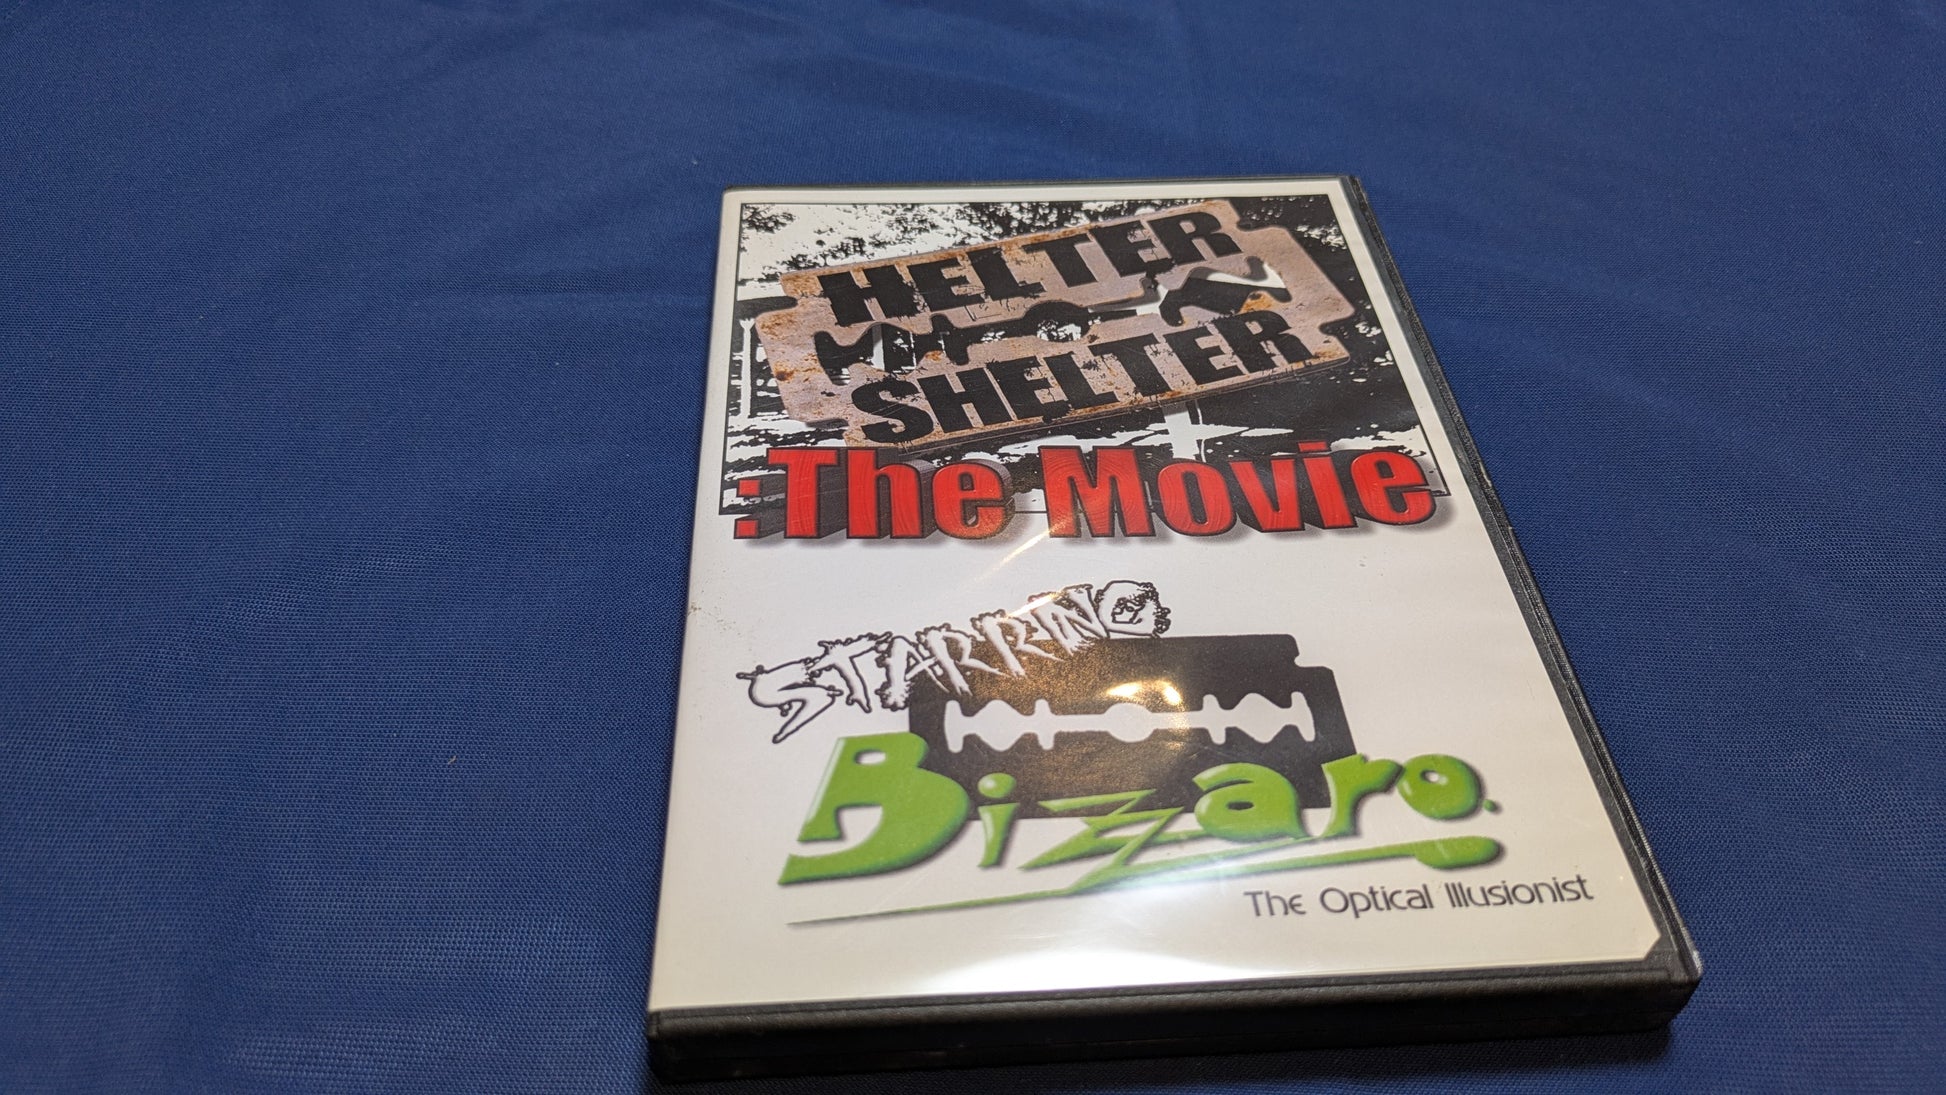 HELTER
SHELTER
:The Movie
STARRING
Bizzaro.
The Optical Illusionist